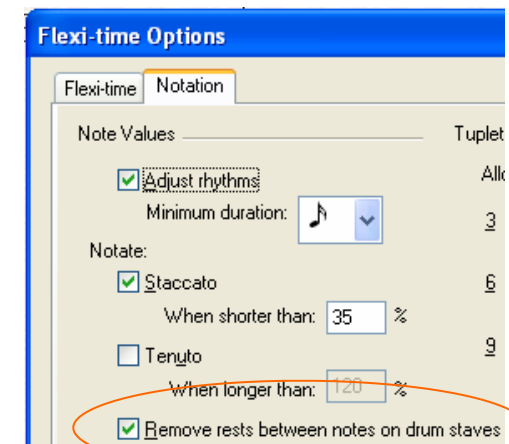 Flexi-time Options
Flexi-time Notation
Note Values Tuplet
Adjust rhythms
Minimum duration:
3
Notate:
Staccato
6
When shorter than: 35 %
Tenuto
9
When longer than: 120 %
Remove rests between notes on drum staves